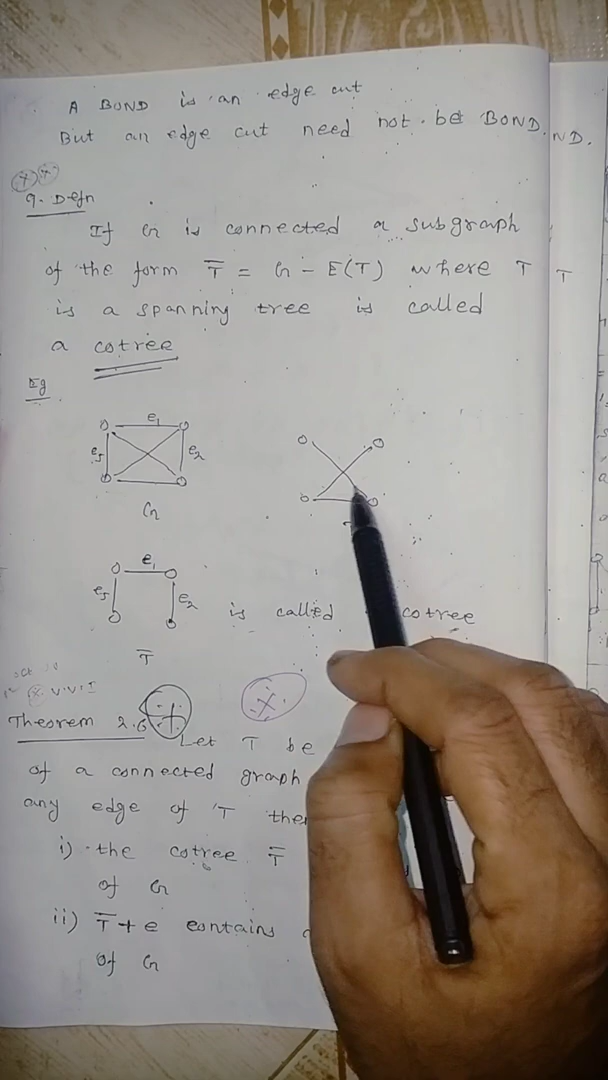 A BOND is an edge cut
But an edge cut need not be BOND.
ND.
9. Defn
If G is connected a subgraph
of the form T̅ = G - E(T) where T
T
is a spanning tree is called
a cotree
Eg
e1
e5
e2
G
e1
e5
e2
is called
cotree
T̅
V.V.I
Theorem 2.6
Let T be
of a connected graph
any edge of T
i) the cotree T̅
of G
ii) T̅+e contains
of G